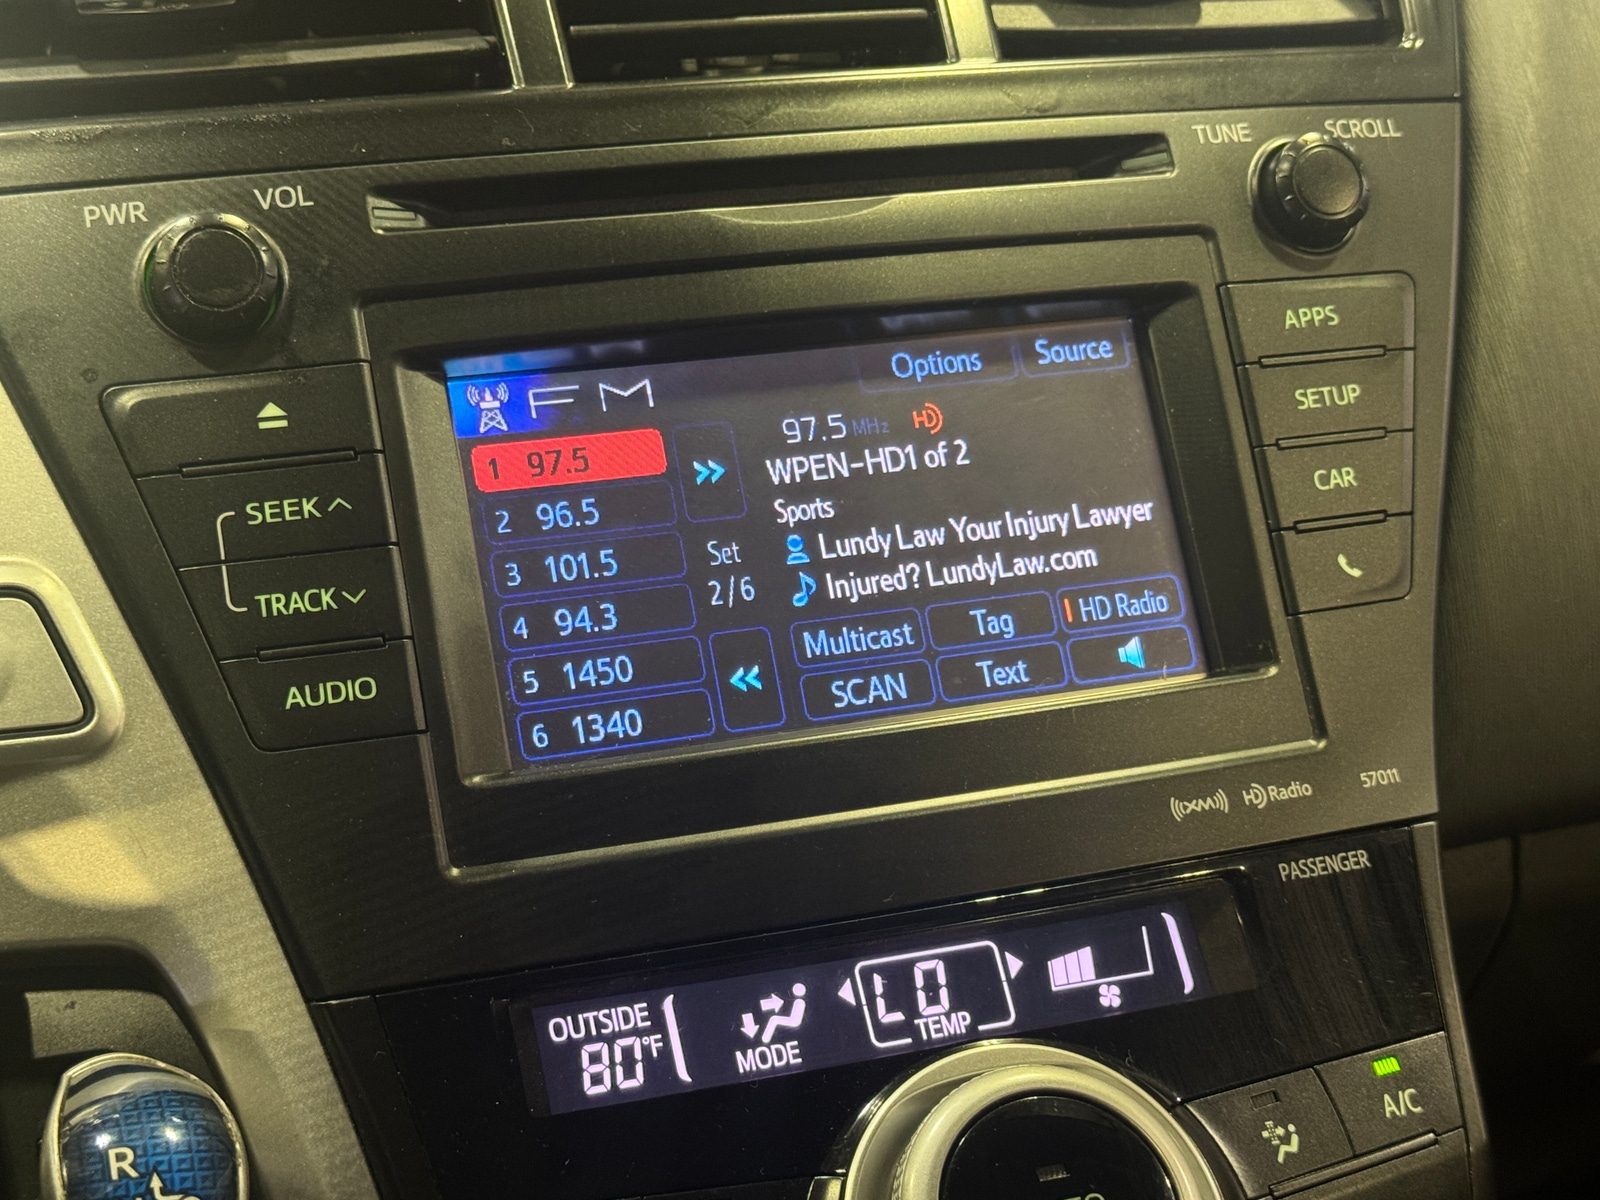 TUNE SCROLL
PWR VOL
APPS
SETUP
CAR
SEEK
TRACK
AUDIO
FM
Options Source
1 97.5
2 96.5
3 101.5
4 94.3
5 1450
6 1340
Set
2/6
97.5 MHz HD
WPEN-HD1 of 2
Sports
Lundy Law Your Injury Lawyer
Injured? LundyLaw.com
Multicast Tag HD Radio
SCAN Text
XM HD Radio 57011
PASSENGER
OUTSIDE
80°F
MODE
LO
TEMP
A/C
R